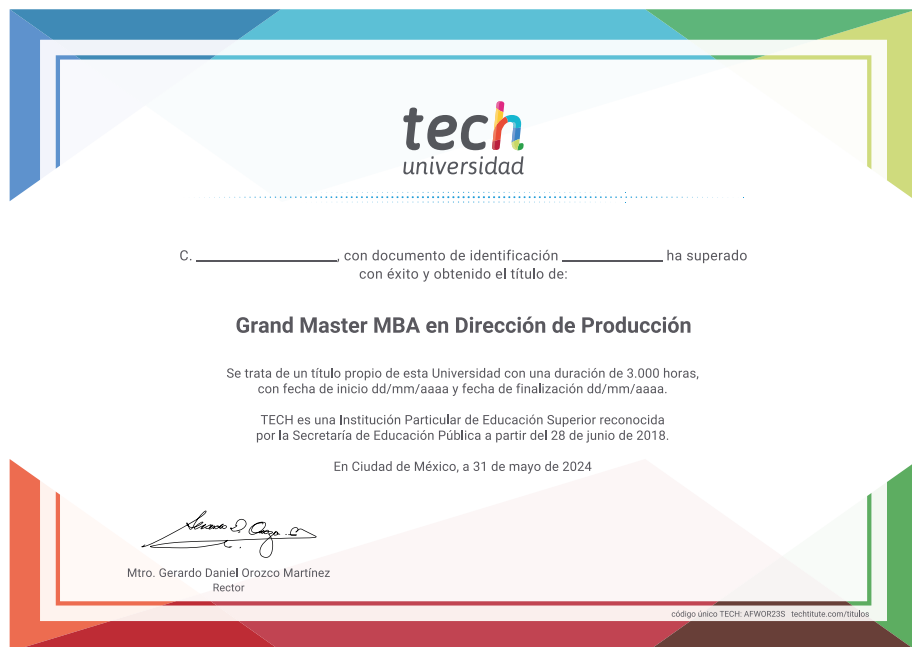 tech
universidad
C. ____________, con documento de identificación ____________ ha superado
con éxito y obtenido el título de:
Grand Master MBA en Dirección de Producción
Se trata de un título propio de esta Universidad con una duración de 3.000 horas,
con fecha de inicio dd/mm/aaaa y fecha de finalización dd/mm/aaaa.
TECH es una Institución Particular de Educación Superior reconocida
por la Secretaría de Educación Pública a partir del 28 de junio de 2018.
En Ciudad de México, a 31 de mayo de 2024
Mtro. Gerardo Daniel Orozco Martínez
Rector
código único TECH: AFWOR23S techtitute.com/titulos